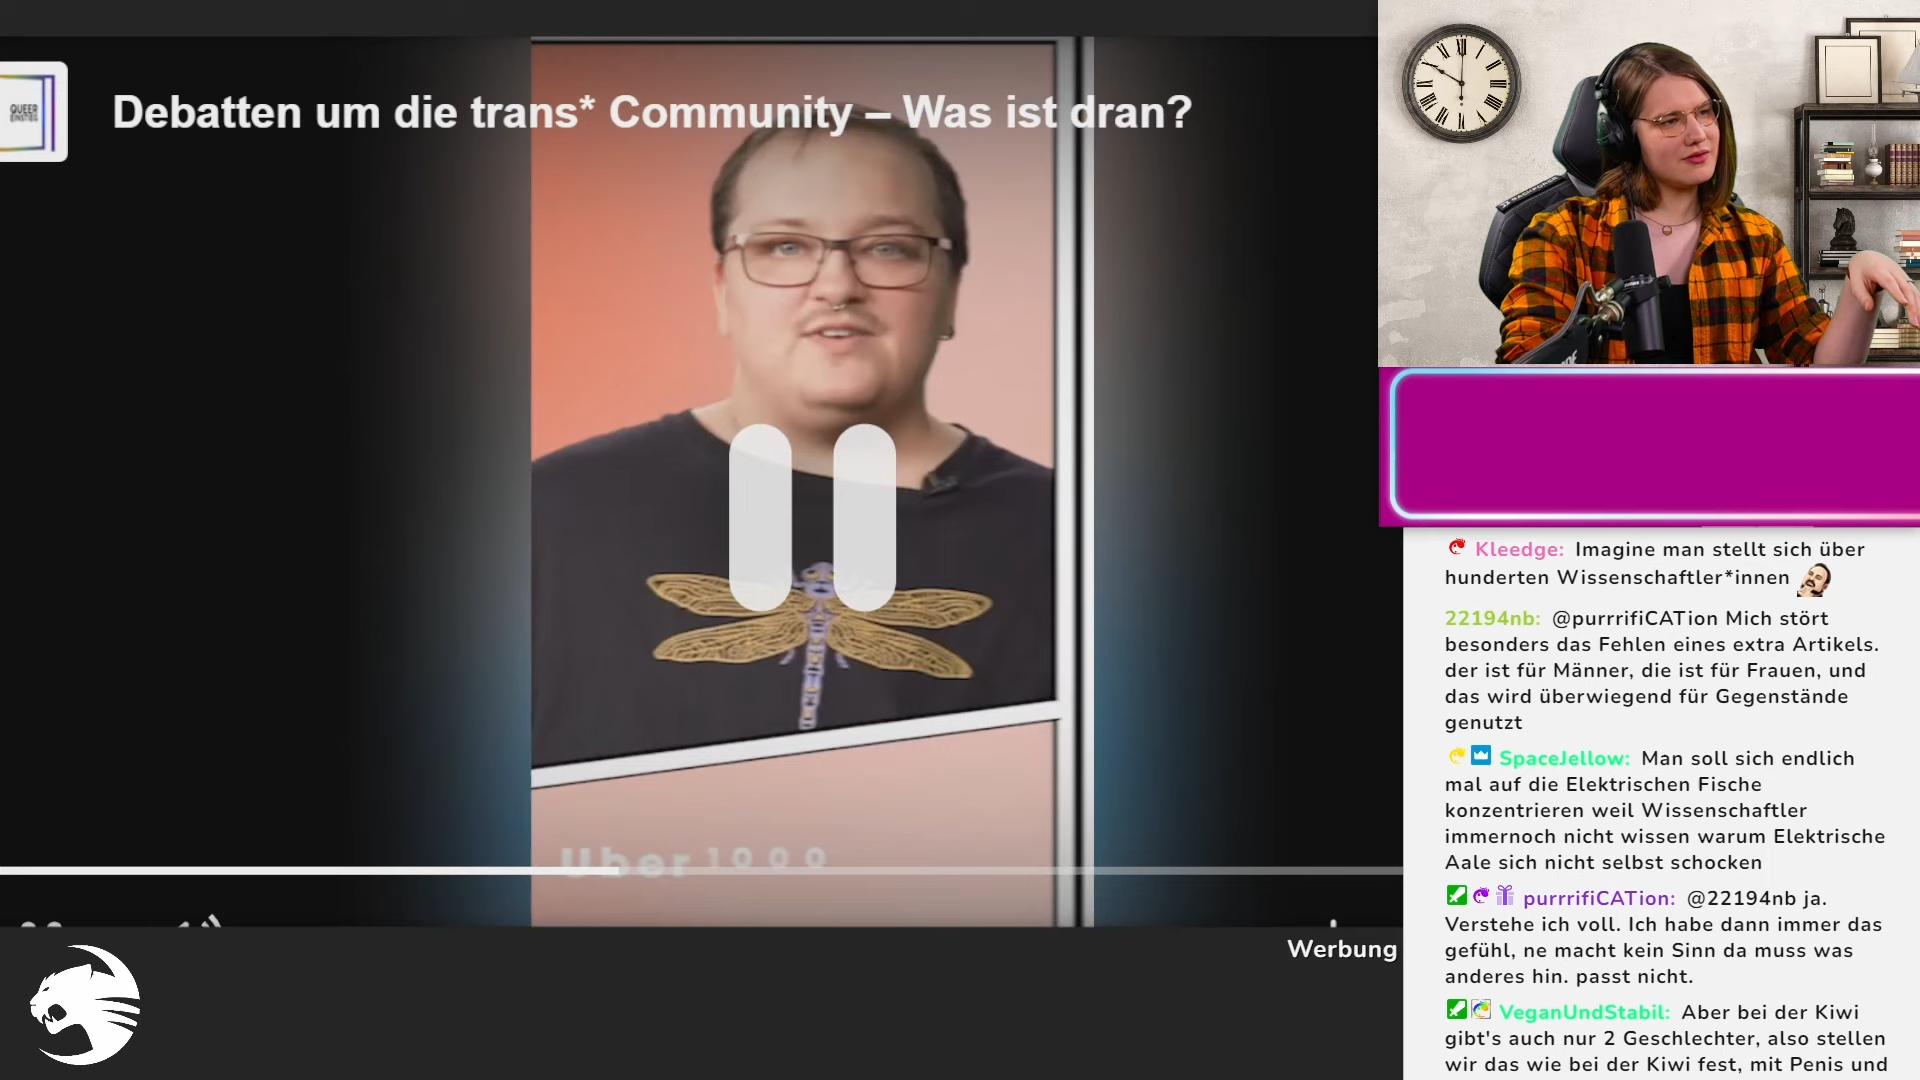 QUEER
EINSTIEG
Debatten um die trans* Community – Was ist dran?
Uber 1000
Werbung
Kleedge: Imagine man stellt sich über
hunderten Wissenschaftler*innen
22194nb: @purrrifiCATion Mich stört
besonders das Fehlen eines extra Artikels.
der ist für Männer, die ist für Frauen, und
das wird überwiegend für Gegenstände
genutzt
SpaceJellow: Man soll sich endlich
mal auf die Elektrischen Fische
konzentrieren weil Wissenschaftler
immernoch nicht wissen warum Elektrische
Aale sich nicht selbst schocken
purrrifiCATion: @22194nb ja.
Verstehe ich voll. Ich habe dann immer das
gefühl, ne macht kein Sinn da muss was
anderes hin. passt nicht.
VeganUndStabil: Aber bei der Kiwi
gibt's auch nur 2 Geschlechter, also stellen
wir das wie bei der Kiwi fest, mit Penis und